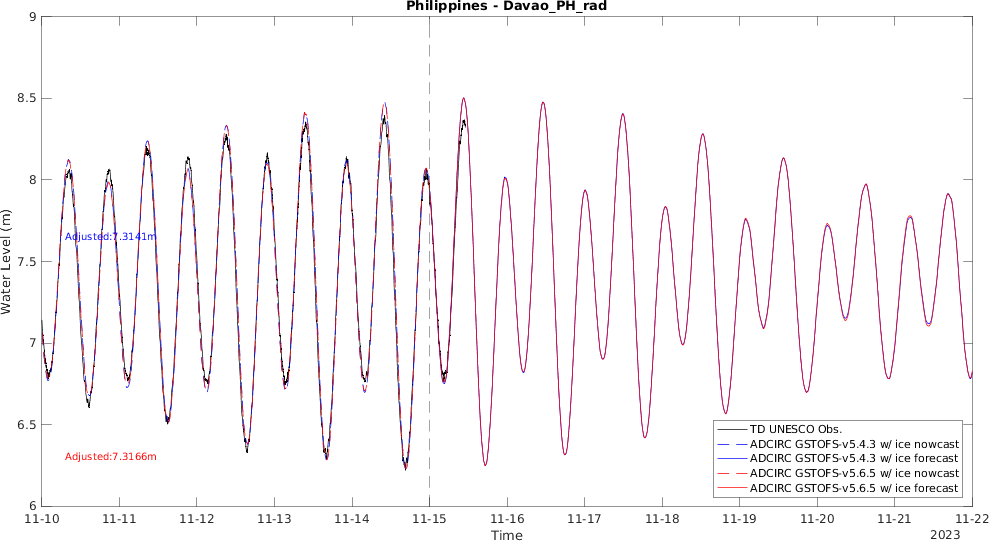 Philippines - Davao_PH_rad
9
8.5
8
7.5
7
6.5
6
Water Level (m)
Adjusted:7.3141m
Adjusted:7.3166m
TD UNESCO Obs.
ADCIRC GSTOFS-v5.4.3 w/ ice nowcast
ADCIRC GSTOFS-v5.4.3 w/ ice forecast
ADCIRC GSTOFS-v5.6.5 w/ ice nowcast
ADCIRC GSTOFS-v5.6.5 w/ ice forecast
11-10 11-11 11-12 11-13 11-14 11-15 11-16 11-17 11-18 11-19 11-20 11-21 11-22
Time
2023